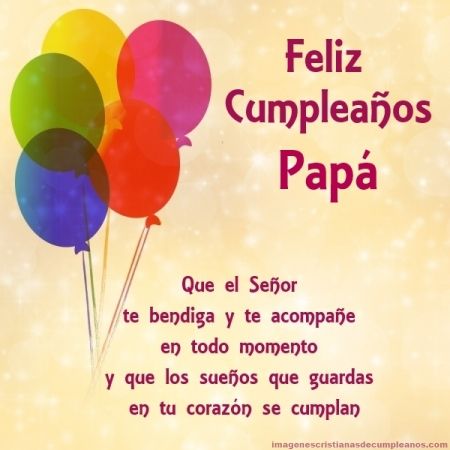 Feliz
Cumpleaños
Papá
Que el Señor
te bendiga y te acompañe
en todo momento
y que los sueños que guardas
en tu corazón se cumplan
imagenescristianasdecumpleanos.com